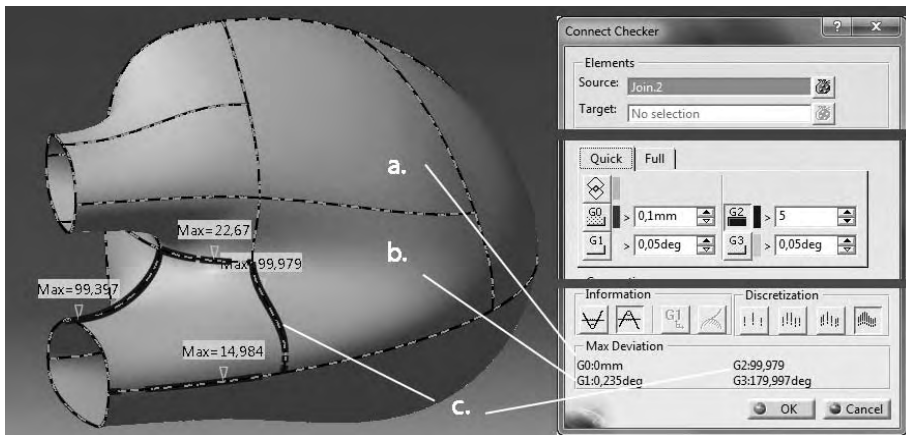 Connect Checker
Elements
Source: Join.2
Target: No selection
Quick Full
G0 > 0,1mm G2 > 5
G1 > 0,05deg G3 > 0,05deg
Information Discretization
G1
Max Deviation
G0:0mm G2:99,979
G1:0,235deg G3:179,997deg
OK Cancel
a.
b.
c.
Max=22,67
Max=99,979
Max=99,397
Max=14,984